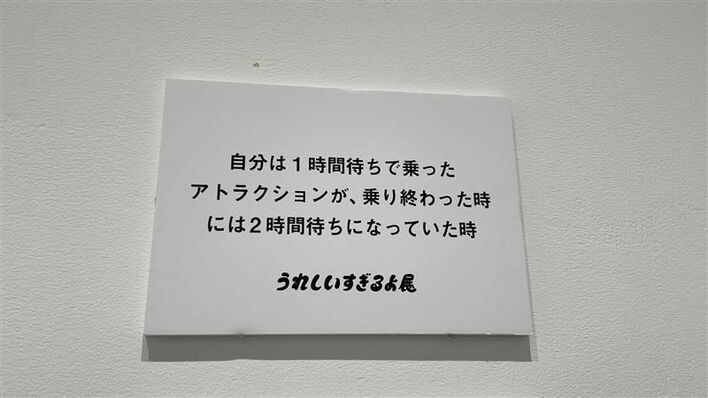 自分は１時間待ちで乗った
アトラクションが、乗り終わった時
には２時間待ちになっていた時
うれしいすぎるよ展